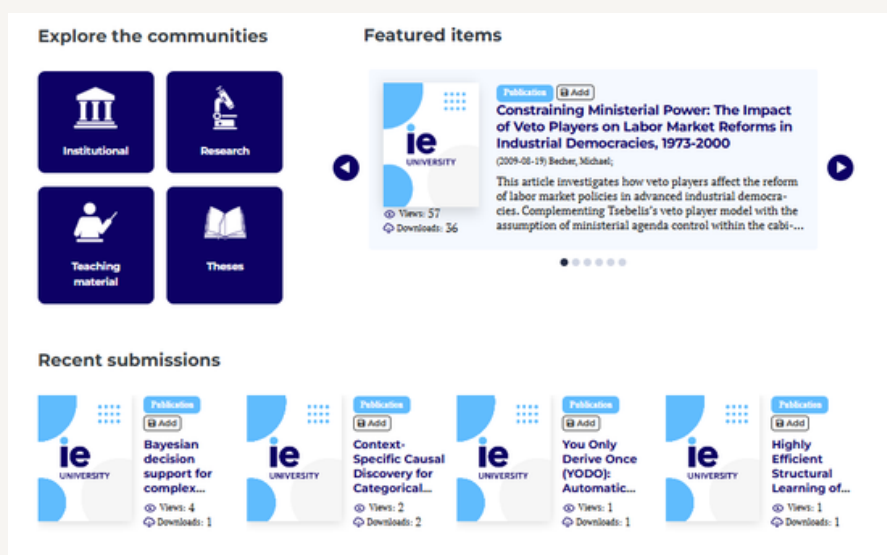 Explore the communities
Institutional
Research
Teaching
material
Theses
Featured items
ie
UNIVERSITY
Views: 57
Downloads: 36
Publication
Add
Constraining Ministerial Power: The Impact
of Veto Players on Labor Market Reforms in
Industrial Democracies, 1973-2000
(2009-08-19) Becher, Michael;
This article investigates how veto players affect the reform
of labor market policies in advanced industrial democra-
cies. Complementing Tsebelis's veto player model with the
assumption of ministerial agenda control within the cabi-...
Recent submissions
ie
UNIVERSITY
Publication
Add
Bayesian
decision
support for
complex...
Views: 4
Downloads: 1
ie
UNIVERSITY
Publication
Add
Context-
Specific Causal
Discovery for
Categorical...
Views: 2
Downloads: 2
ie
UNIVERSITY
Publication
Add
You Only
Derive Once
(YODO):
Automatic...
Views: 1
Downloads: 1
ie
UNIVERSITY
Publication
Add
Highly
Efficient
Structural
Learning of...
Views: 1
Downloads: 1